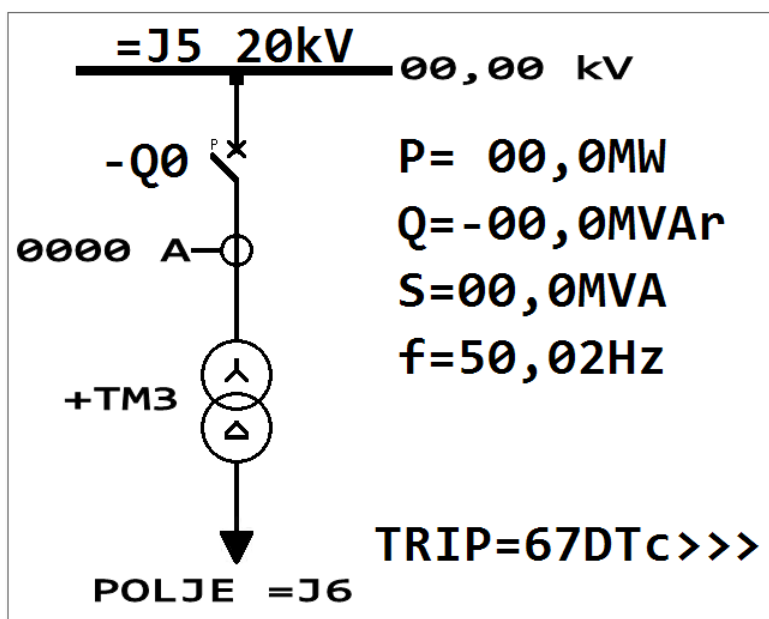 =J5 20kV
00,00 kV
P
-Q0
P= 00,0MW
Q=-00,0MVAr
0000 A
S=00,0MVA
f=50,02Hz
+TM3
TRIP=67DTc>>>
POLJE =J6